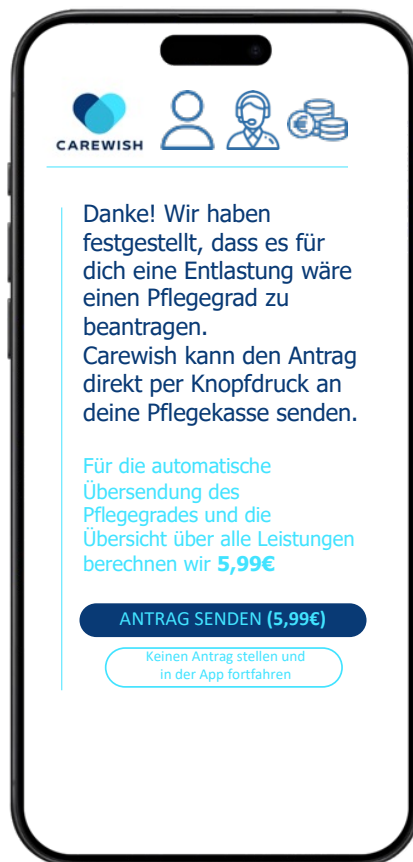 CAREWISH
€
Danke! Wir haben
festgestellt, dass es für
dich eine Entlastung wäre
einen Pflegegrad zu
beantragen.
Carewish kann den Antrag
direkt per Knopfdruck an
deine Pflegekasse senden.
Für die automatische
Übersendung des
Pflegegrades und die
Übersicht über alle Leistungen
berechnen wir 5,99€
ANTRAG SENDEN (5,99€)
Keinen Antrag stellen und
in der App fortfahren